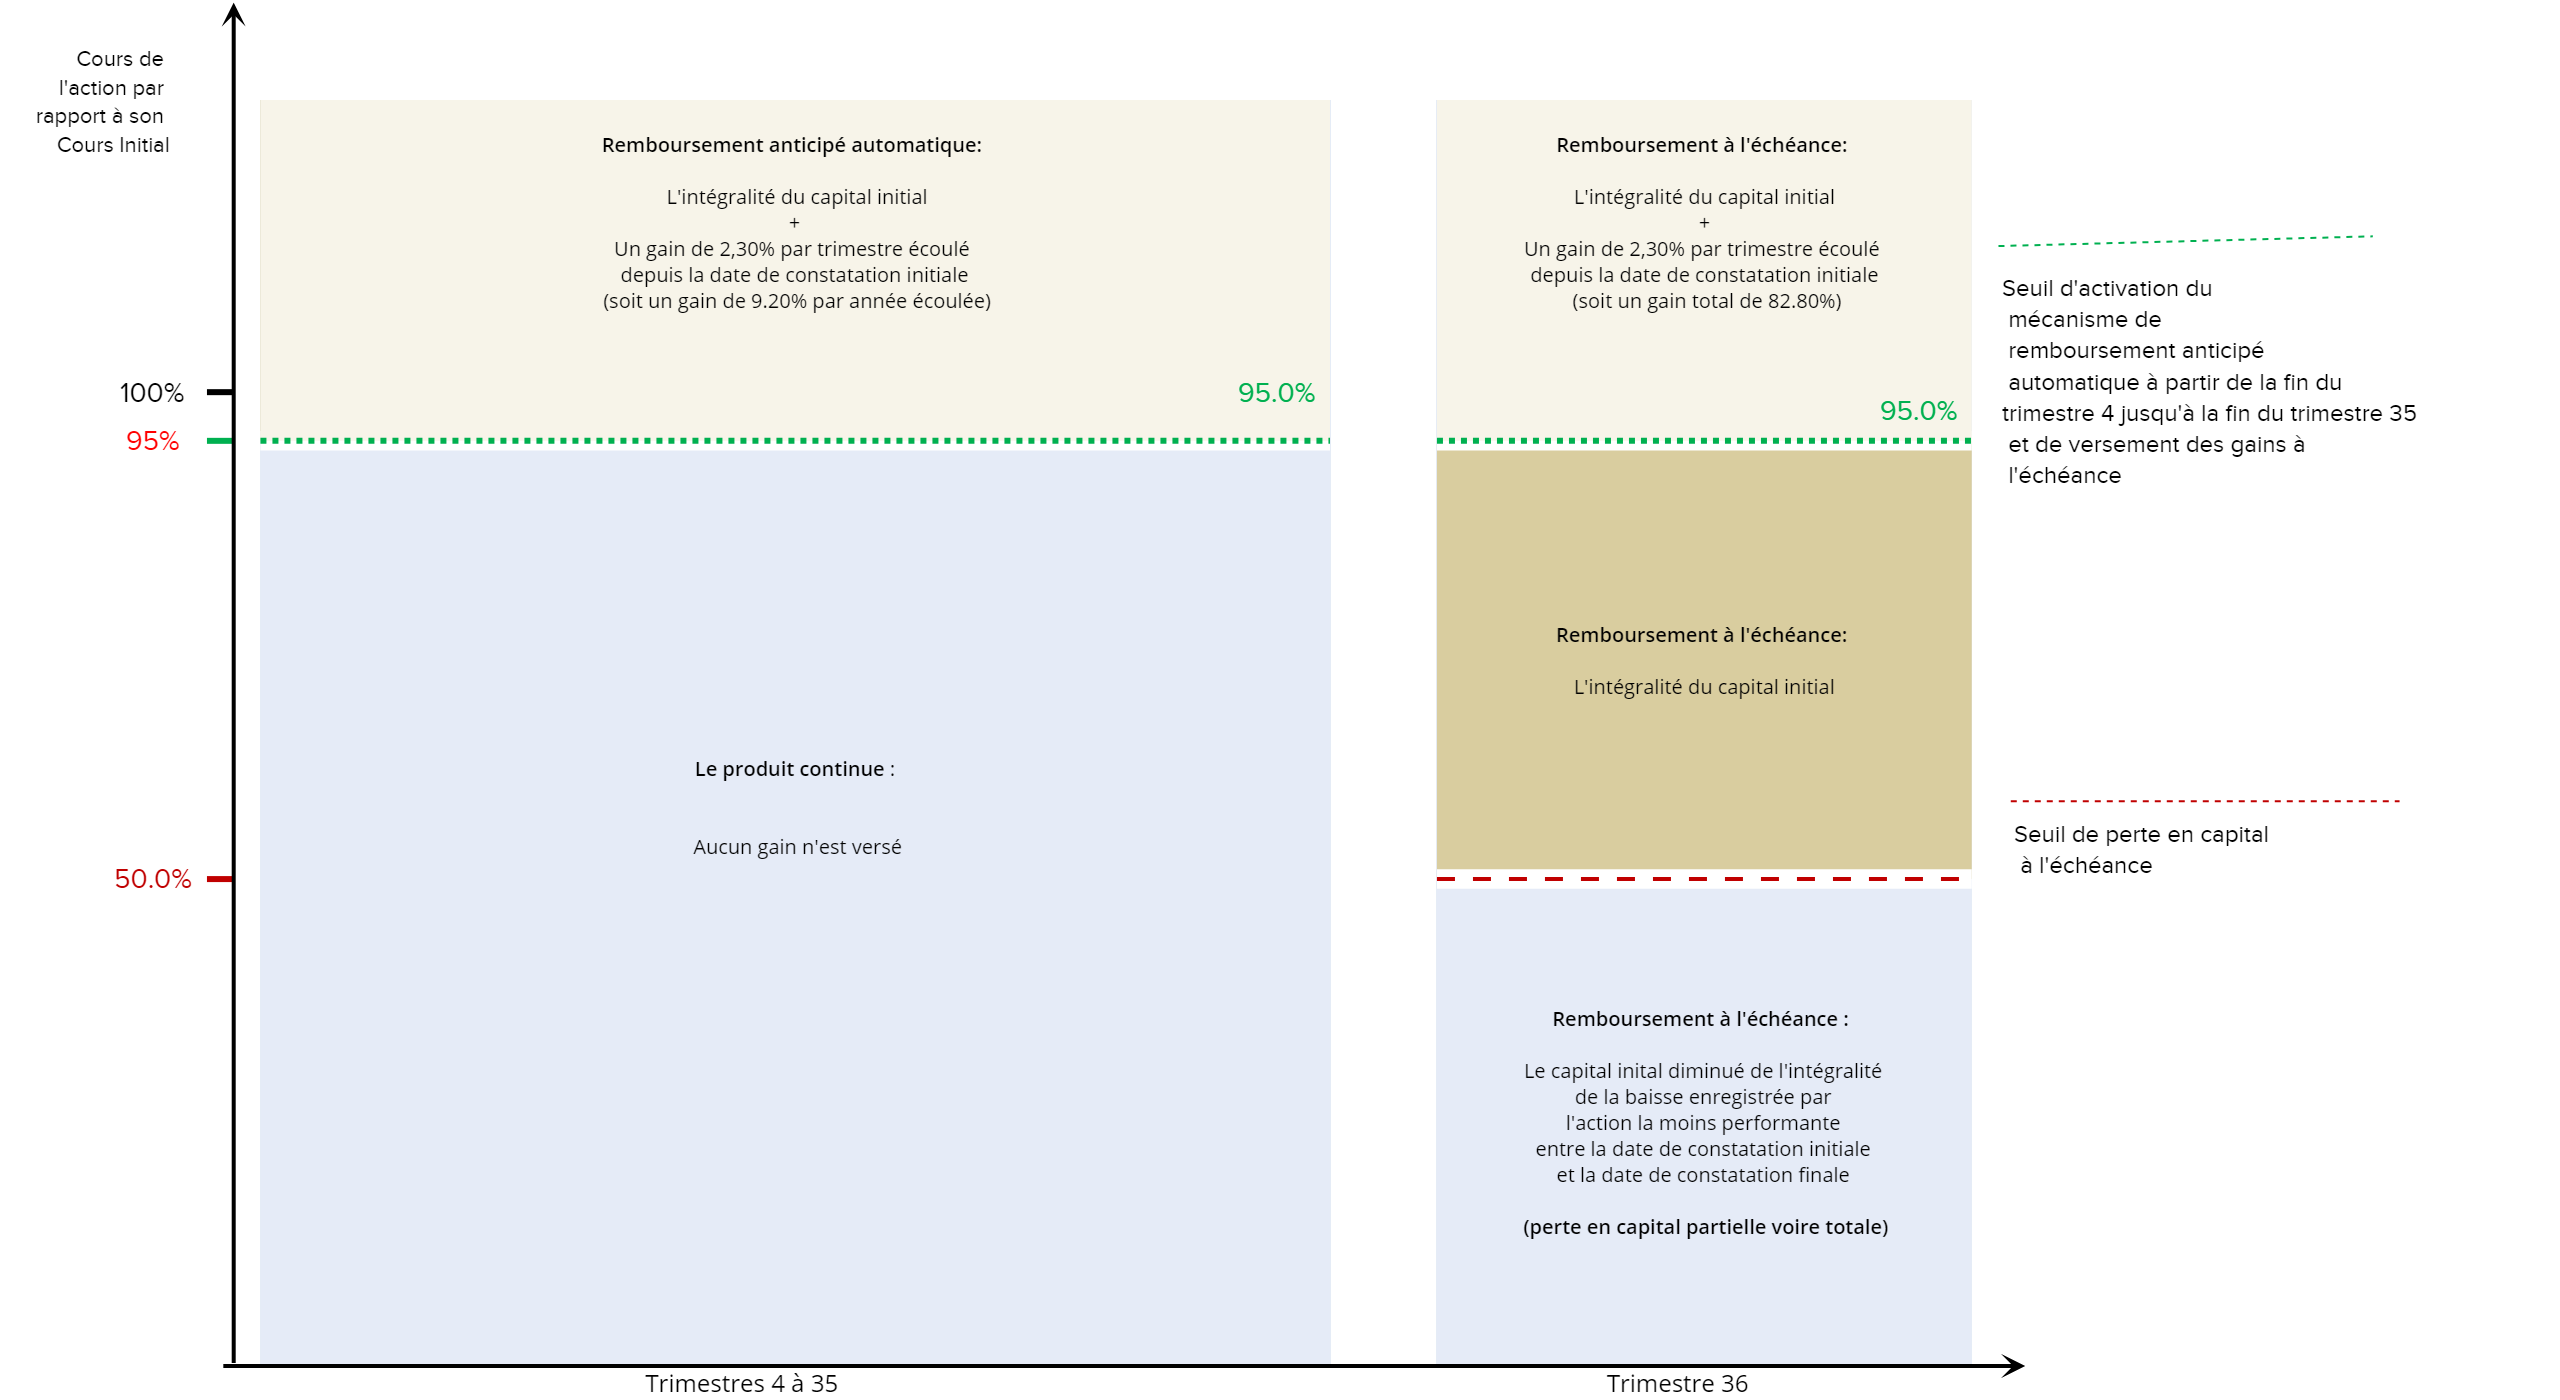 Cours de
l'action par
rapport à son
Cours Initial
Remboursement anticipé automatique:
L'intégralité du capital initial
+
Un gain de 2,30% par trimestre écoulé
depuis la date de constatation initiale
(soit un gain de 9.20% par année écoulée)
100%
95.0%
95%
Le produit continue :
Aucun gain n'est versé
50.0%
Trimestres 4 à 35
Remboursement à l'échéance:
L'intégralité du capital initial
+
Un gain de 2,30% par trimestre écoulé
depuis la date de constatation initiale
(soit un gain total de 82.80%)
95.0%
Remboursement à l'échéance:
L'intégralité du capital initial
Remboursement à l'échéance :
Le capital inital diminué de l'intégralité
de la baisse enregistrée par
l'action la moins performante
entre la date de constatation initiale
et la date de constatation finale
(perte en capital partielle voire totale)
Trimestre 36
Seuil d'activation du
mécanisme de
remboursement anticipé
automatique à partir de la fin du
trimestre 4 jusqu'à la fin du trimestre 35
et de versement des gains à
l'échéance
Seuil de perte en capital
à l'échéance